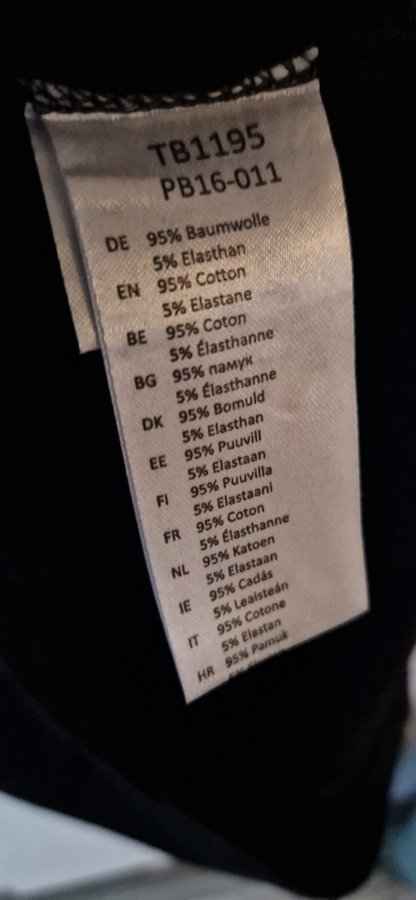 TB1195
PB16-011
DE 95% Baumwolle
5% Elasthan
EN 95% Cotton
5% Elastane
BE 95% Coton
5% Élasthanne
BG 95% памук
5% Élasthanne
DK 95% Bomuld
5% Elasthan
EE 95% Puuvill
5% Elastaan
FI 95% Puuvilla
5% Elastaani
FR 95% Coton
5% Élasthanne
NL 95% Katoen
5% Elastaan
IE 95% Cadás
5% Leaisteán
IT 95% Cotone
5% Elastan
HR 95% Pamuk